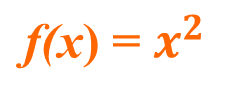 f(x) = x²